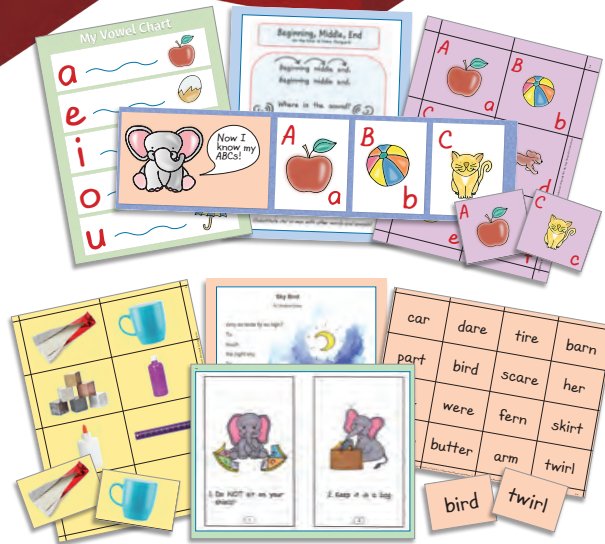 My Vowel Chart
a
e
i
o
u
Beginning, Middle, End
Beginning middle end.
Beginning middle end.
Where is the sound?
A
a
B
b
C
d
e
Now I
know my
ABCs!
A
a
B
b
C
A
a
C
c
Sky Bird
1. Do NOT sit on your
snack!
2. Keep it in a bag
car
dare
tire
barn
part
bird
scare
her
were
fern
skirt
butter
arm
twirl
bird
twirl